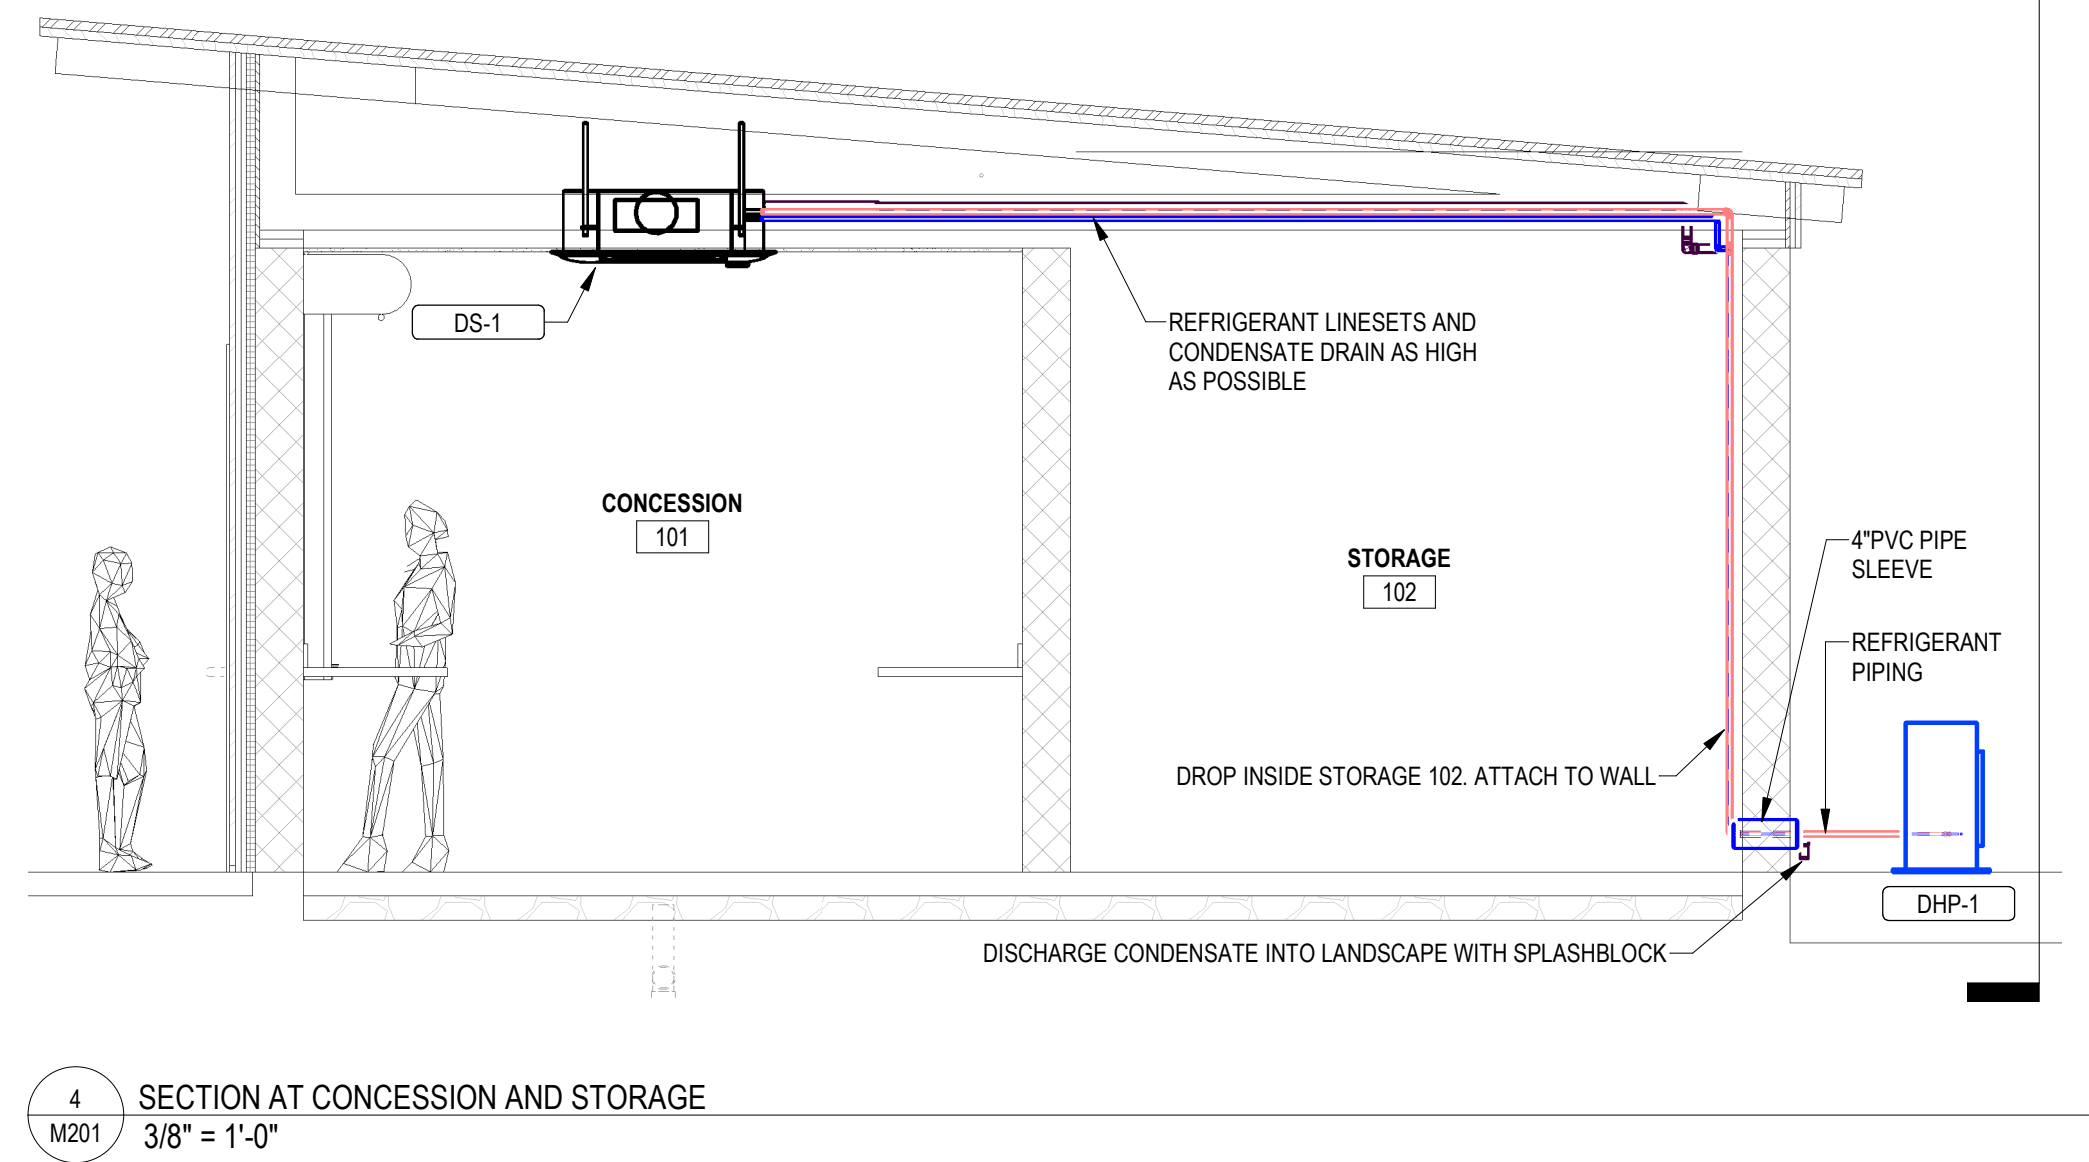 DS-1
REFRIGERANT LINESETS AND
CONDENSATE DRAIN AS HIGH
AS POSSIBLE
CONCESSION
101
STORAGE
102
4"PVC PIPE
SLEEVE
REFRIGERANT
PIPING
DROP INSIDE STORAGE 102. ATTACH TO WALL
DHP-1
DISCHARGE CONDENSATE INTO LANDSCAPE WITH SPLASHBLOCK
4
SECTION AT CONCESSION AND STORAGE
M201
3/8" = 1'-0"